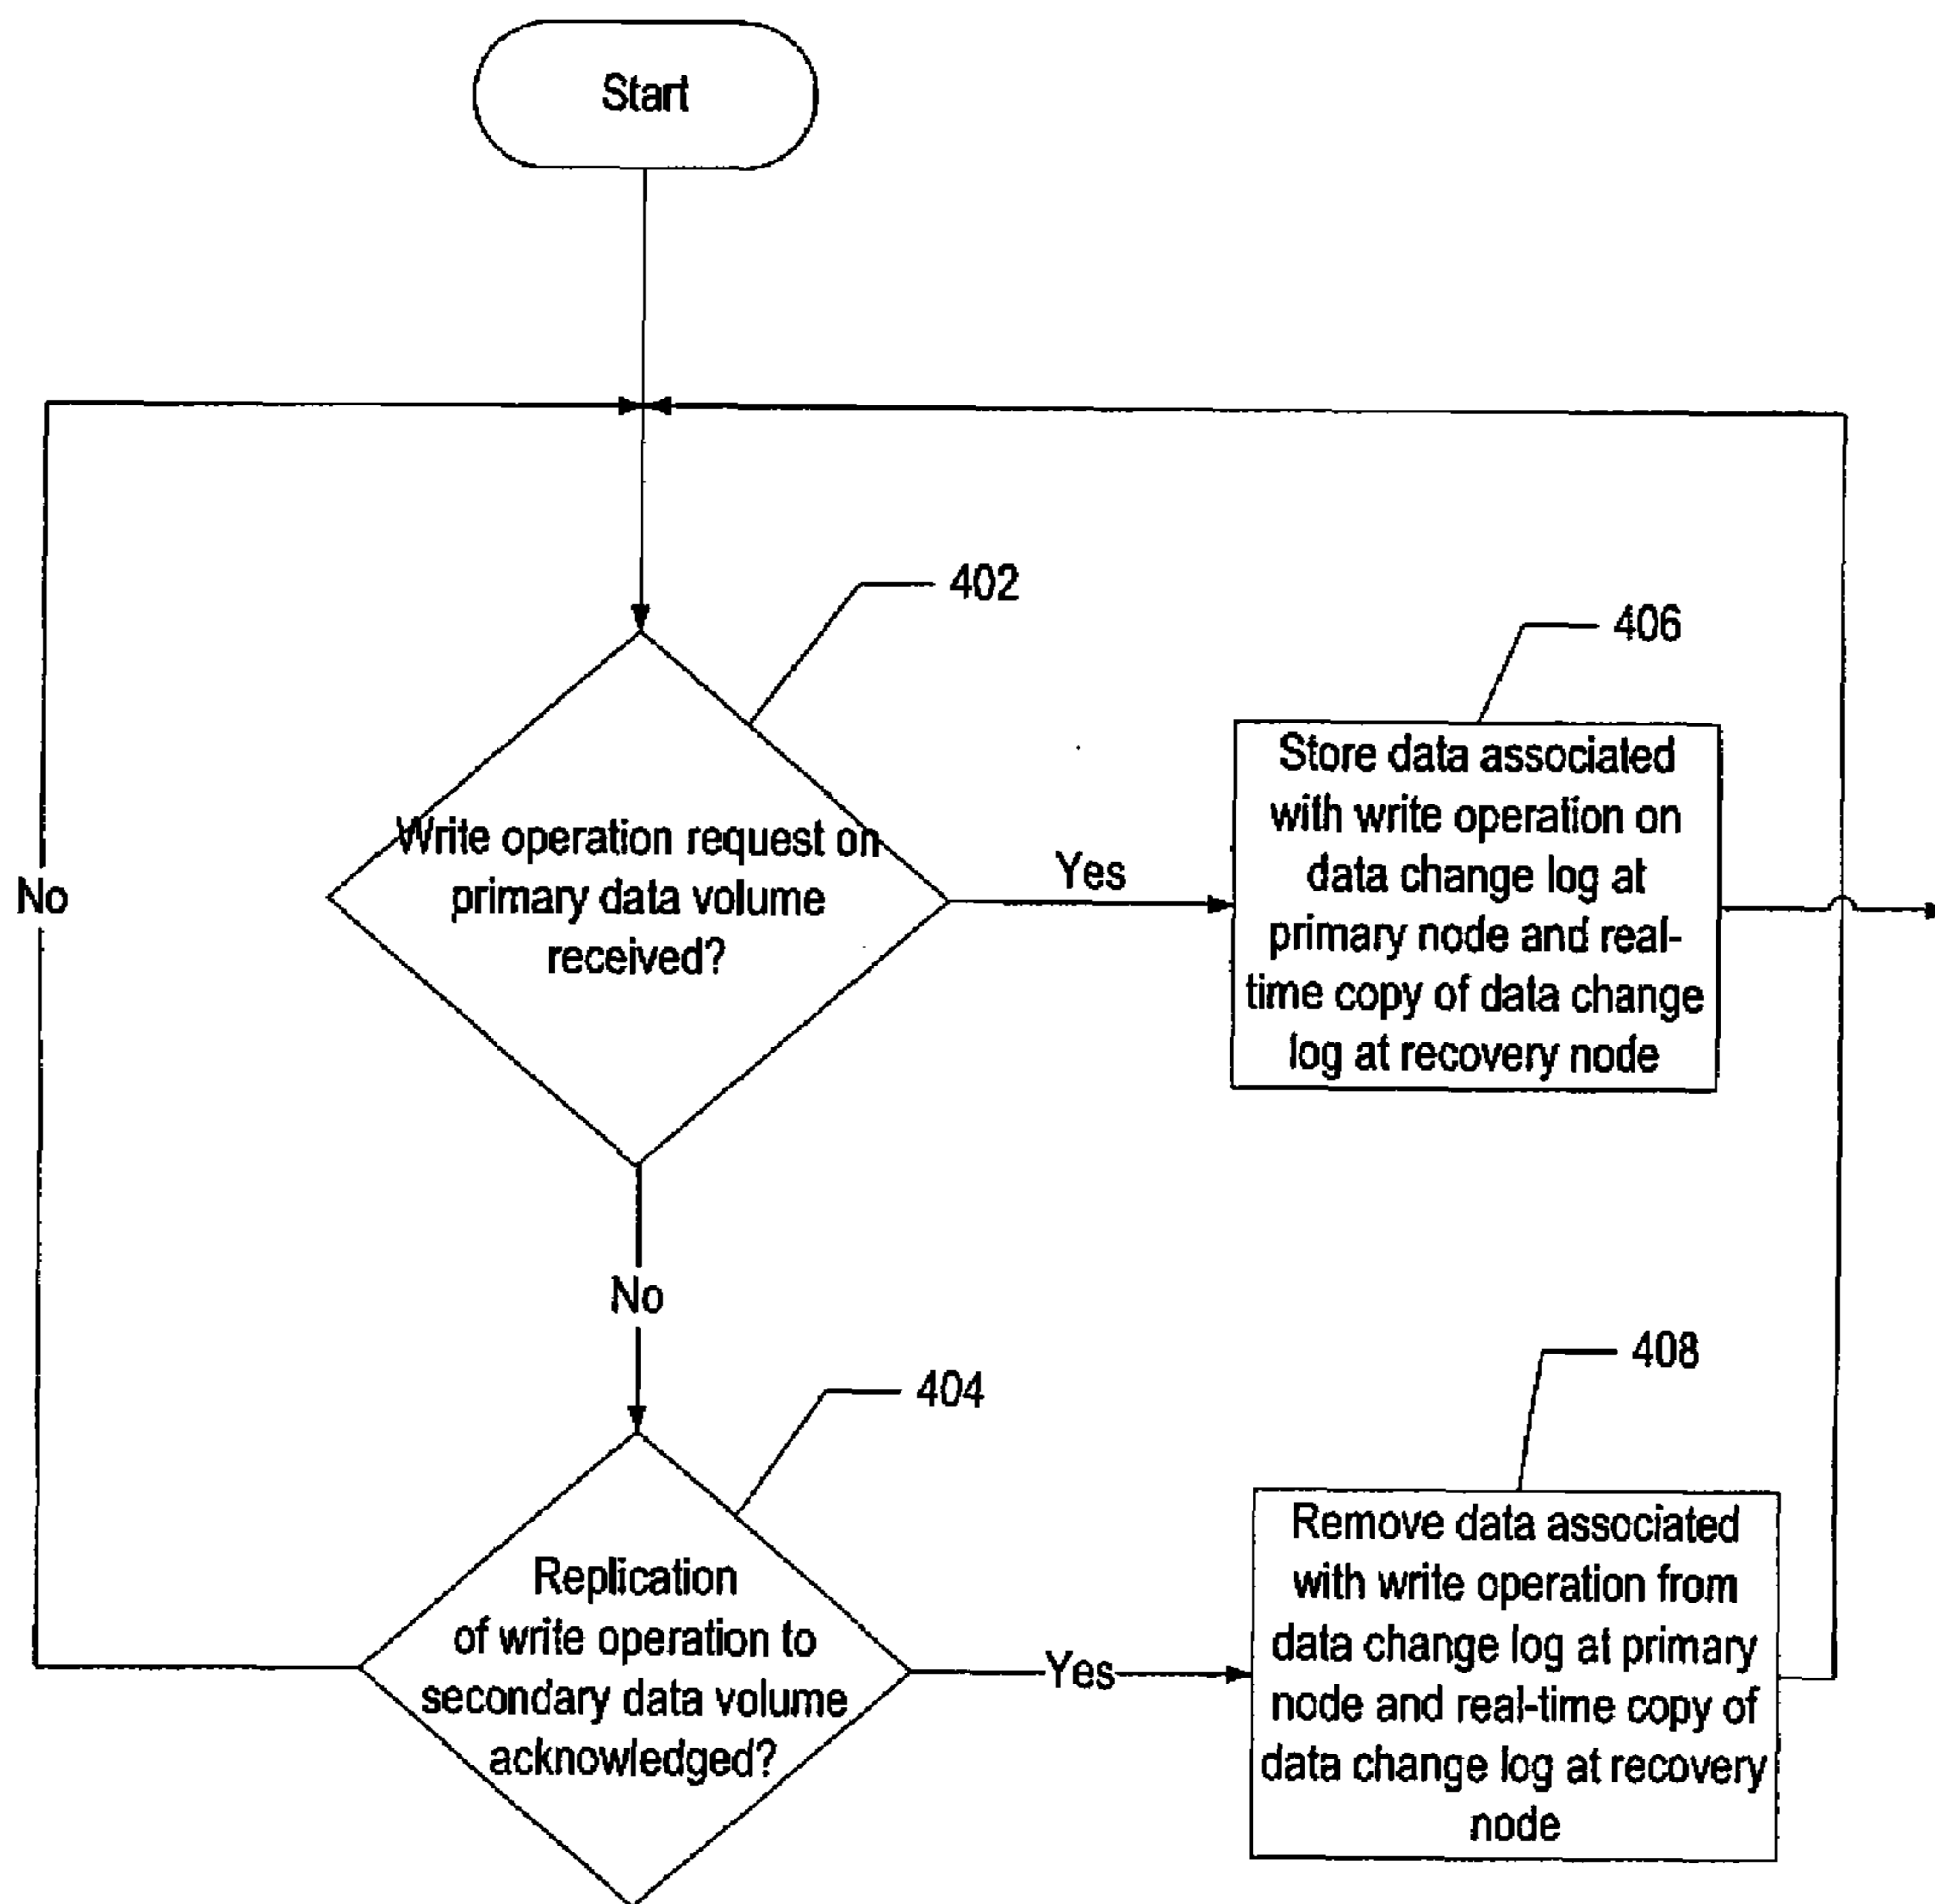 Start
402
406
Write operation request on
primary data volume
received?
Yes
Store data associated
with write operation on
data change log at
primary node and real-
time copy of data change
log at recovery node
No
No
404
408
Replication
of write operation to
secondary data volume
acknowledged?
Yes
Remove data associated
with write operation from
data change log at primary
node and real-time copy of
data change log at recovery
node